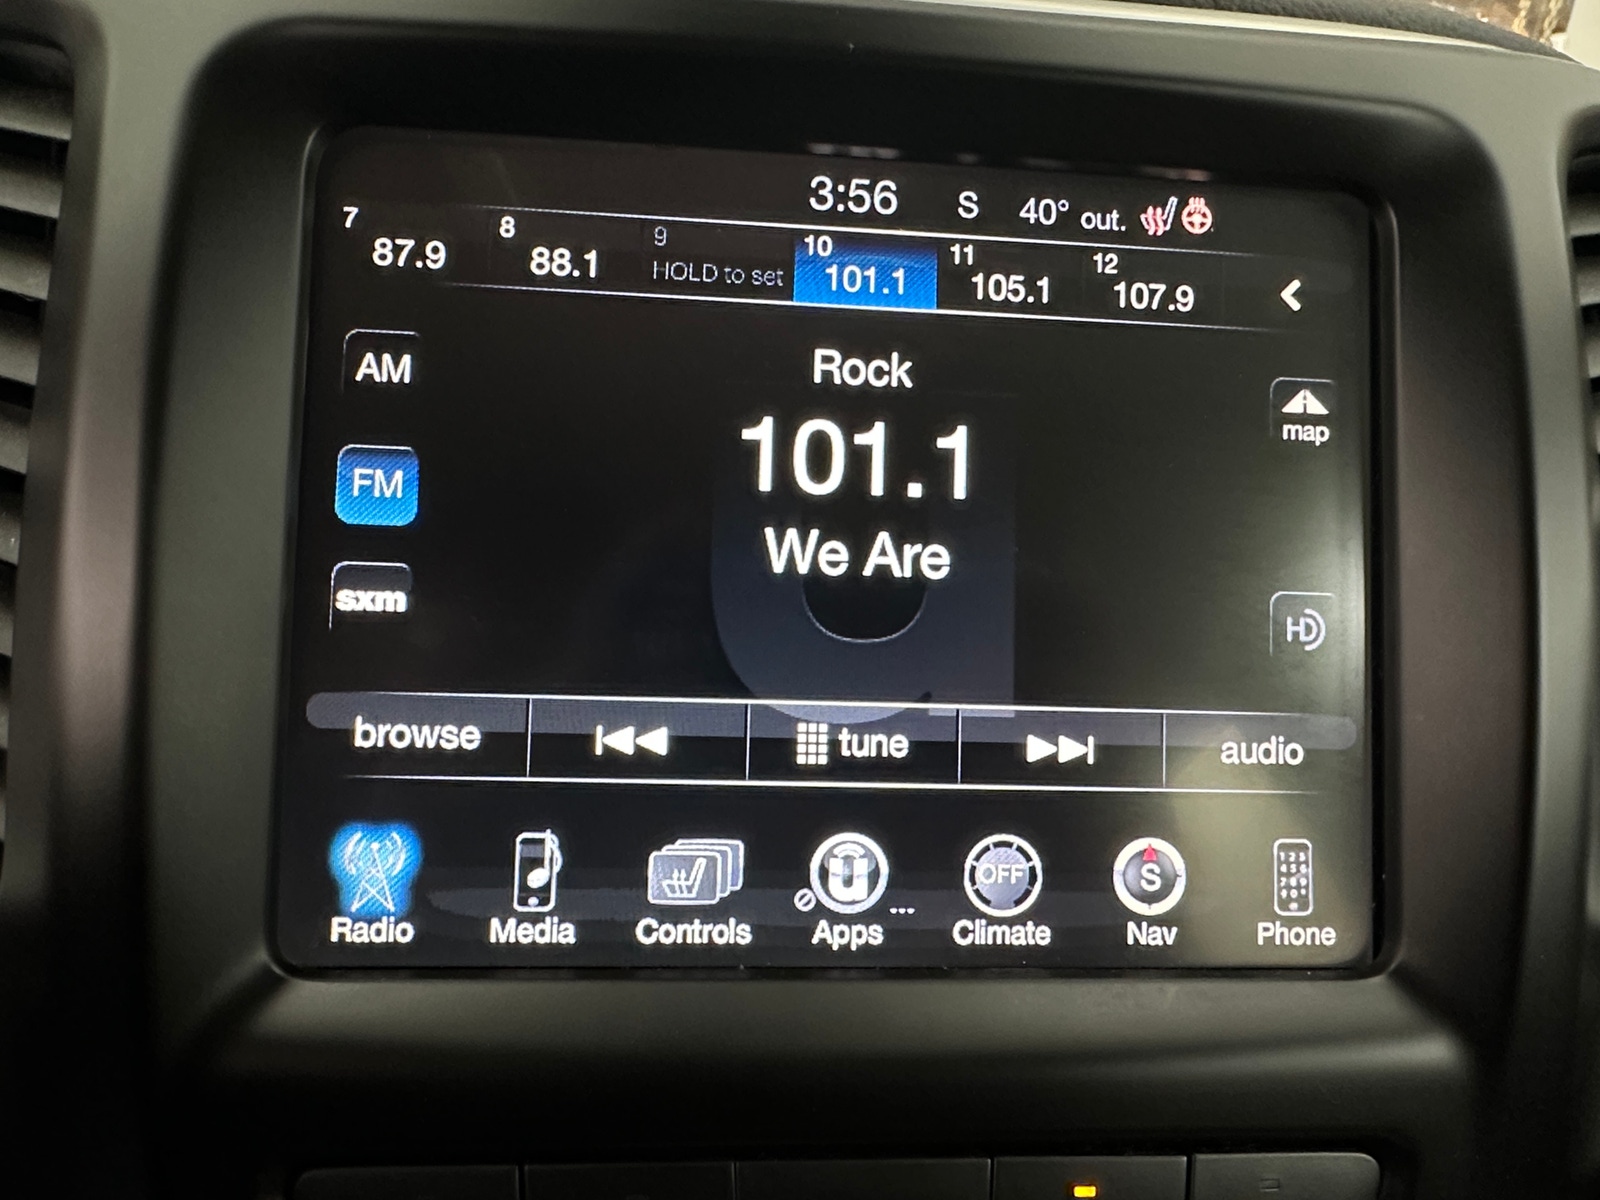 3:56 S 40° out.
7 87.9 8 88.1 9 HOLD to set 10 101.1 11 105.1 12 107.9
AM
FM
sxm
Rock
101.1
We Are
map
HD
browse tune audio
OFF S
Radio Media Controls Apps ... Climate Nav Phone